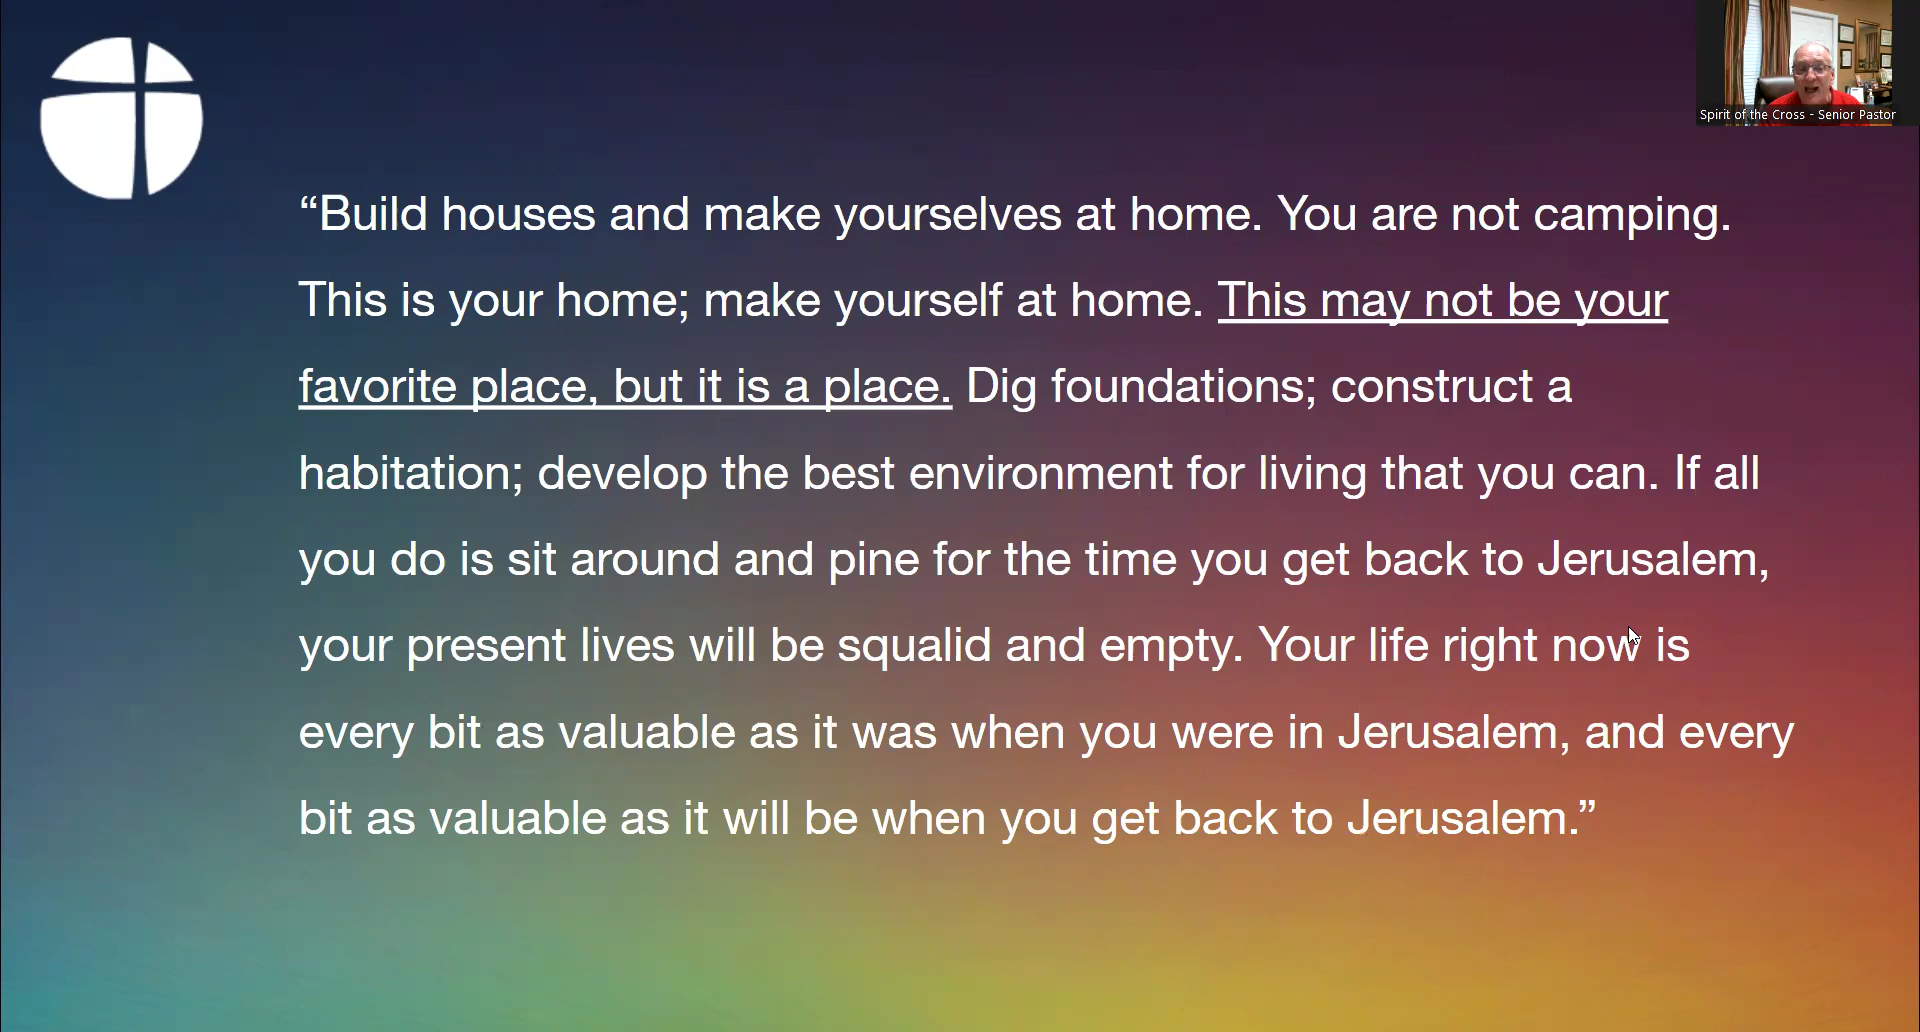 Spirit of the Cross - Senior Pastor
“Build houses and make yourselves at home. You are not camping.
This is your home; make yourself at home. This may not be your
favorite place, but it is a place. Dig foundations; construct a
habitation; develop the best environment for living that you can. If all
you do is sit around and pine for the time you get back to Jerusalem,
your present lives will be squalid and empty. Your life right now is
every bit as valuable as it was when you were in Jerusalem, and every
bit as valuable as it will be when you get back to Jerusalem.”